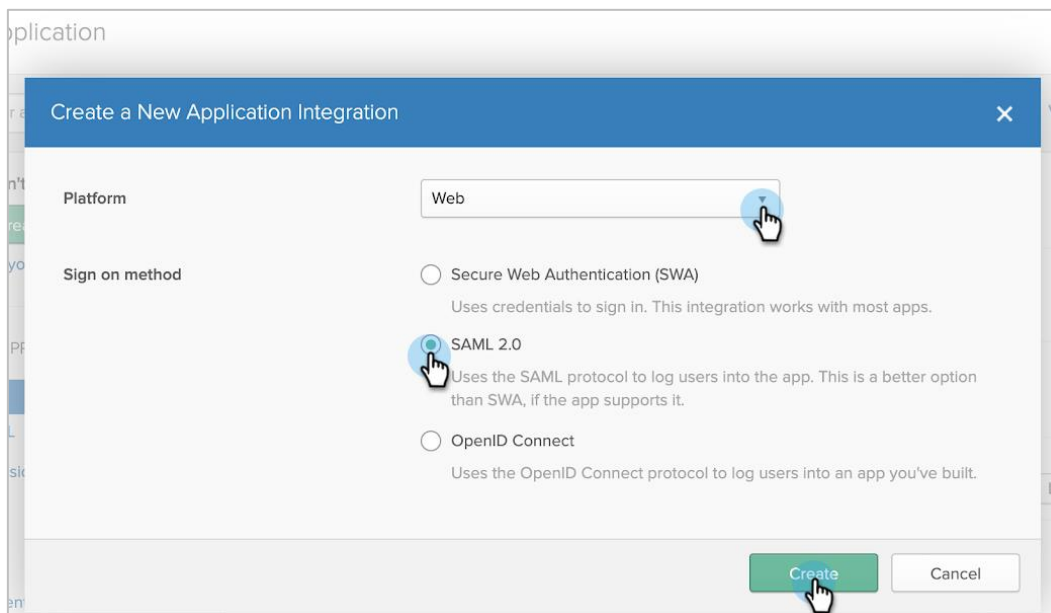 pplication
Create a New Application Integration
Platform
Web
Sign on method
Secure Web Authentication (SWA)
Uses credentials to sign in. This integration works with most apps.
SAML 2.0
Uses the SAML protocol to log users into the app. This is a better option
than SWA, if the app supports it.
OpenID Connect
Uses the OpenID Connect protocol to log users into an app you've built.
Create
Cancel